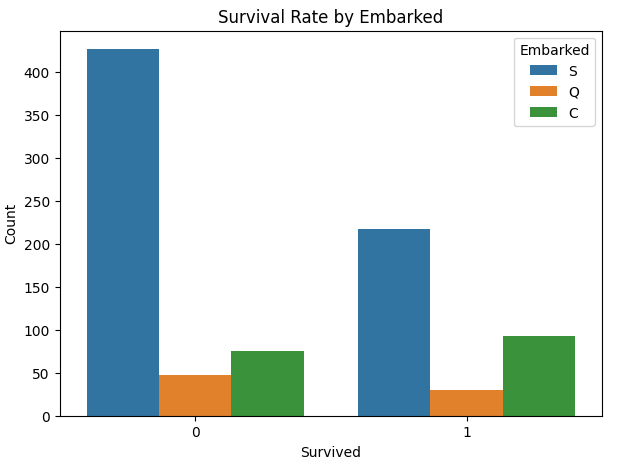 Survival Rate by Embarked
Embarked
S
Q
C
Count
400
350
300
250
200
150
100
50
0
0 1
Survived